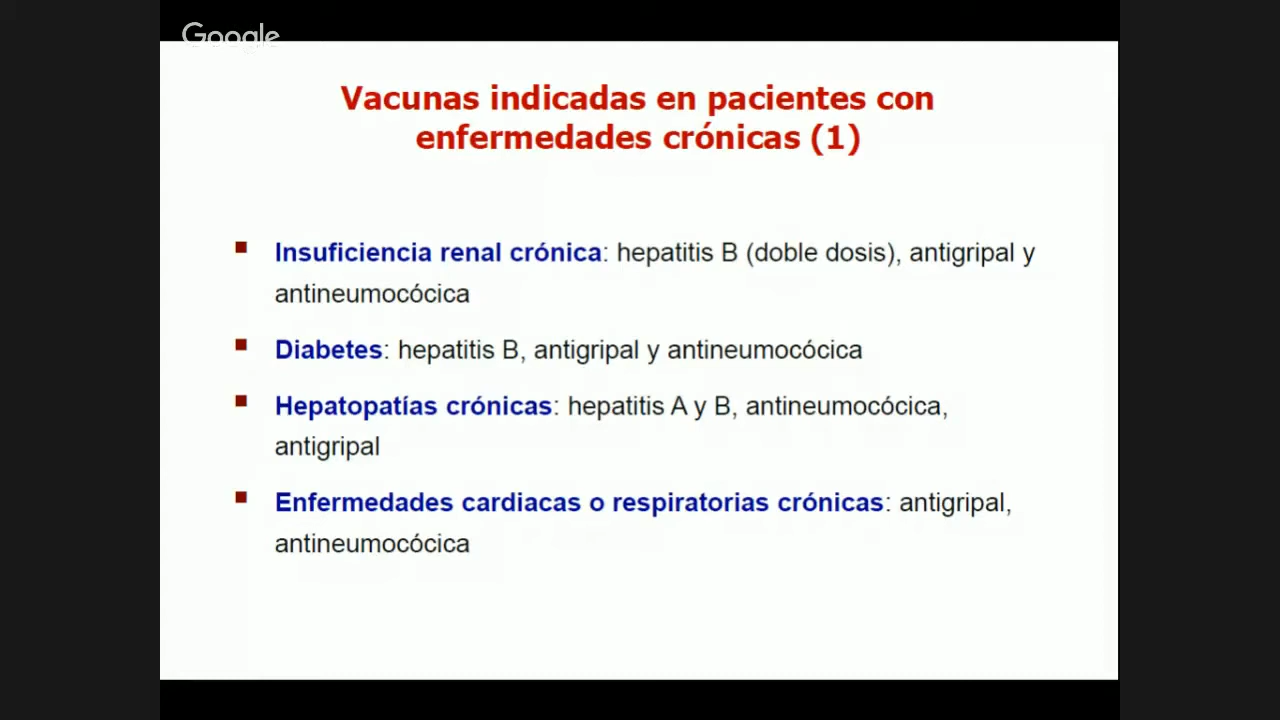 Google
Vacunas indicadas en pacientes con
enfermedades crónicas (1)
Insuficiencia renal crónica: hepatitis B (doble dosis), antigripal y
antineumocócica
Diabetes: hepatitis B, antigripal y antineumocócica
Hepatopatías crónicas: hepatitis A y B, antineumocócica,
antigripal
Enfermedades cardiacas o respiratorias crónicas: antigripal,
antineumocócica